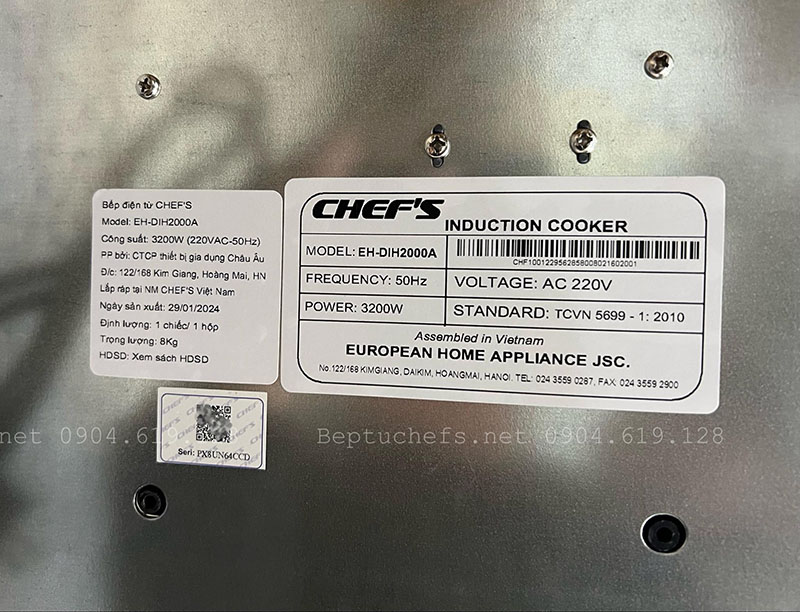 Bếp điện từ CHEF'S
Model: EH-DIH2000A
Công suất: 3200W (220VAC-50Hz)
PP bởi: CTCP thiết bị gia dụng Châu Âu
Đ/c: 122/168 Kim Giang, Hoàng Mai, HN
Lắp ráp tại NM CHEF'S Việt Nam
Ngày sản xuất: 29/01/2024
Định lượng: 1 chiếc/ 1 hộp
Trọng lượng: 8Kg
HDSD: Xem sách HDSD
CHEF'S INDUCTION COOKER
MODEL: EH-DIH2000A
CHF1001229562858008021602001
FREQUENCY: 50Hz
VOLTAGE: AC 220V
POWER: 3200W
STANDARD: TCVN 5699 - 1: 2010
Assembled in Vietnam
EUROPEAN HOME APPLIANCE JSC.
No.122/168 KIMGIANG, DAIKIM, HOANGMAI, HANOI. TEL: 024 3559 0287, FAX: 024 3559 2900
CHEF'S
Seri: PX8UN64CCD
.net 0904.619
Beptuchefs.net 0904.619.128